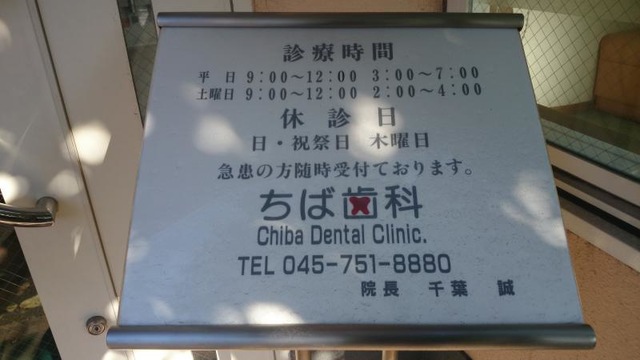 診療時間
平日 9:00〜12:00 3:00〜7:00
土曜日 9:00〜12:00 2:00〜4:00
休診日
日・祝祭日 木曜日
急患の方随時受付ております。
ちば歯科
Chiba Dental Clinic.
TEL 045-751-8880
院長 千葉 誠